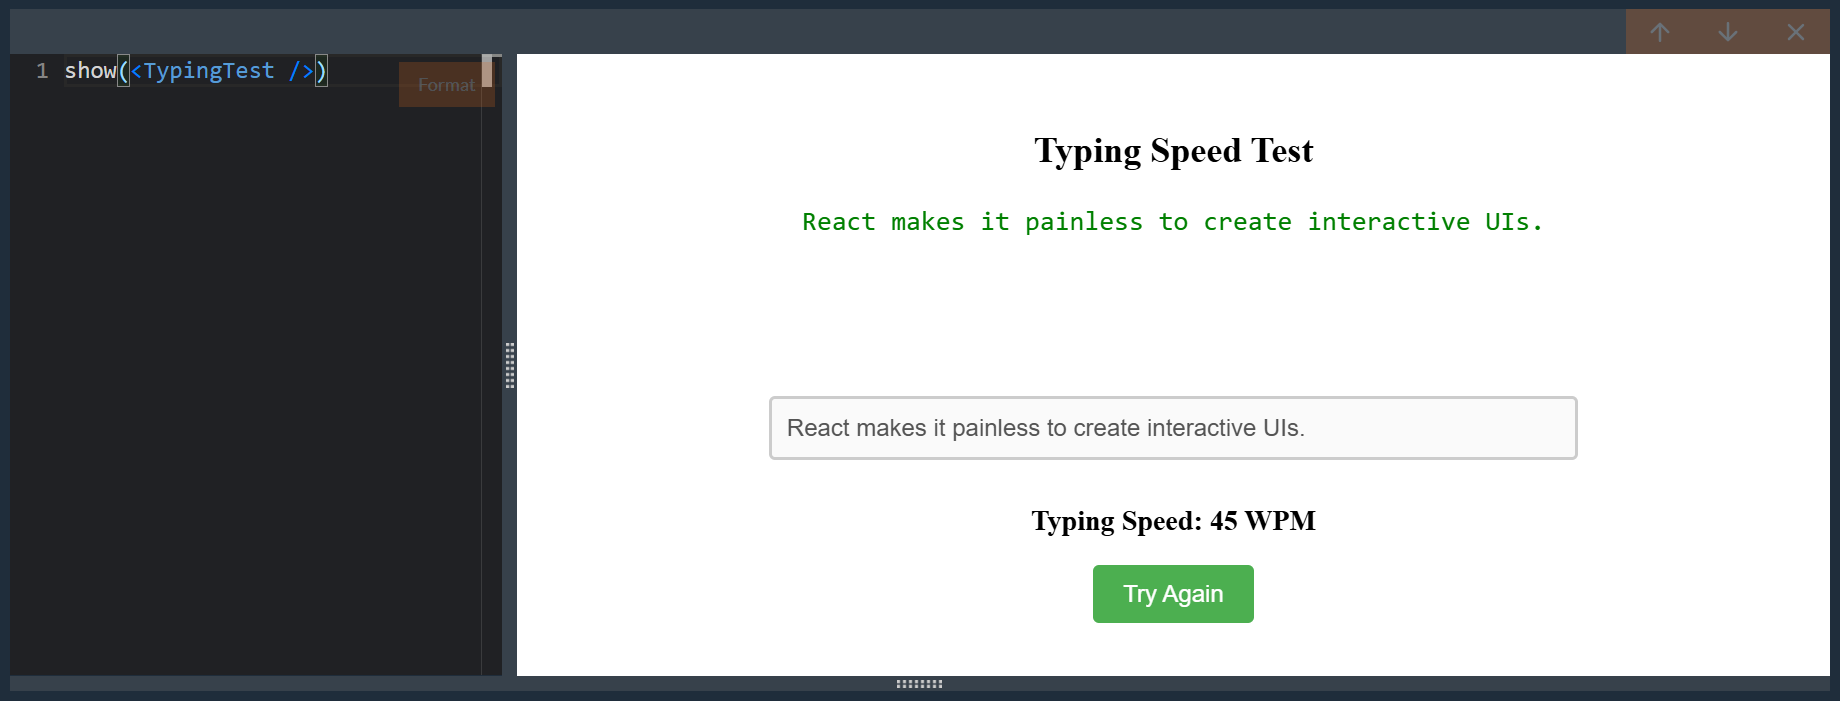 1 show(<TypingTest />)
Format
Typing Speed Test
React makes it painless to create interactive UIs.
React makes it painless to create interactive UIs.
Typing Speed: 45 WPM
Try Again